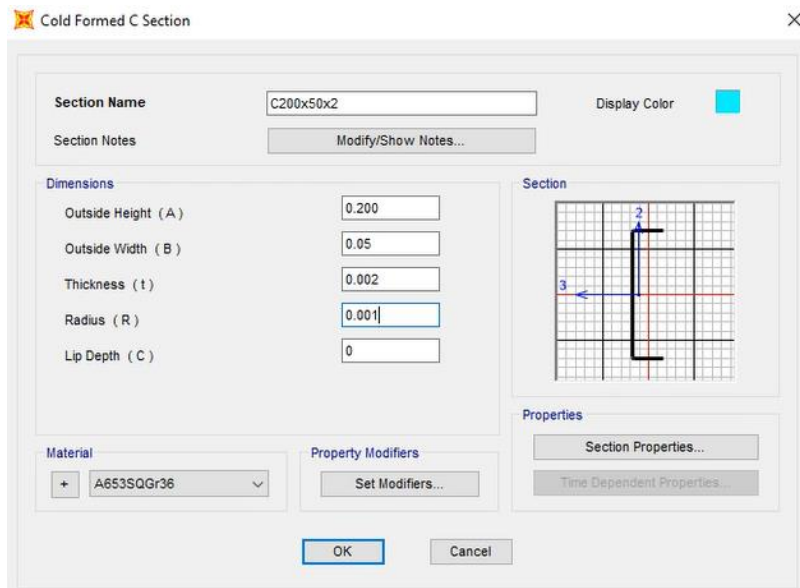 Cold Formed C Section
Section Name C200x50x2 Display Color
Section Notes Modify/Show Notes...
Dimensions
Outside Height ( A ) 0.200
Outside Width ( B ) 0.05
Thickness ( t ) 0.002
Radius ( R ) 0.001
Lip Depth ( C ) 0
Section
2
3
Properties
Section Properties...
Time Dependent Properties...
Material
+ A653SQGr36
Property Modifiers
Set Modifiers...
OK Cancel